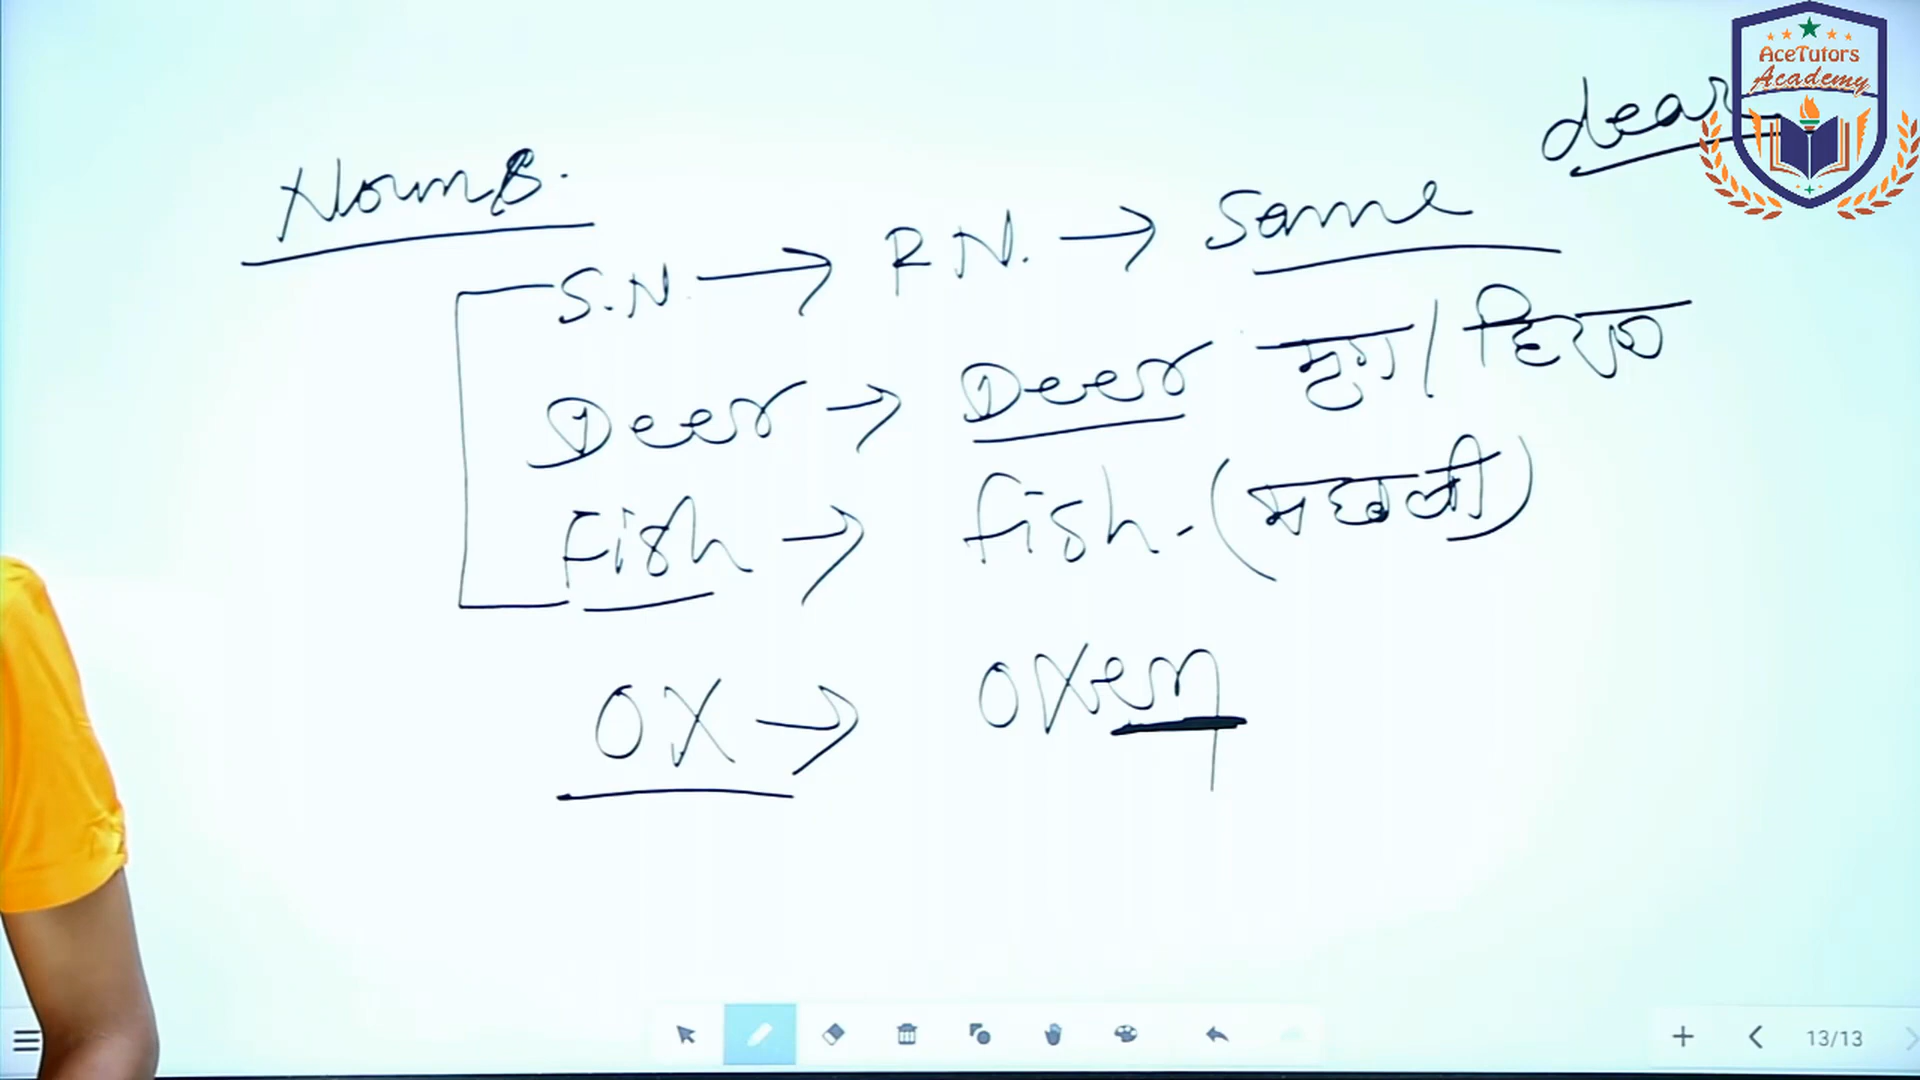 AceTutors
Academy
dear
Nouns.
S.N. → P.N. → Same
Deer → Deer मृग / हिरण
Fish → fish. (मछली)
OX → OXen
13/13